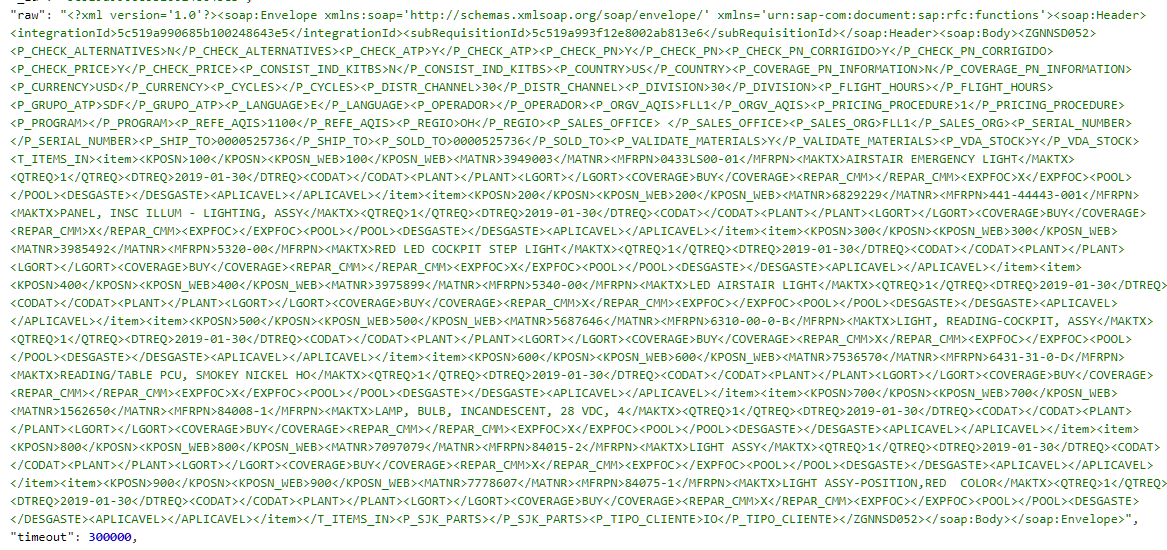 "raw": "<?xml version='1.0'?><soap:Envelope xmlns:soap='http://schemas.xmlsoap.org/soap/envelope/' xmlns='urn:sap-com:document:sap:rfc:functions'><soap:Header>
<integrationId>5c519a990685b100248643e5</integrationId><subRequisitionId>5c519a993f12e8002ab813e6</subRequisitionId></soap:Header><soap:Body><ZGNNSD052>
<P_CHECK_ALTERNATIVES>N</P_CHECK_ALTERNATIVES><P_CHECK_ATP>Y</P_CHECK_ATP><P_CHECK_PN>Y</P_CHECK_PN><P_CHECK_PN_CORRIGIDO>Y</P_CHECK_PN_CORRIGIDO>
<P_CHECK_PRICE>Y</P_CHECK_PRICE><P_CONSIST_IND_KITBS>N</P_CONSIST_IND_KITBS><P_COUNTRY>US</P_COUNTRY><P_COVERAGE_PN_INFORMATION>N</P_COVERAGE_PN_INFORMATION>
<P_CURRENCY>USD</P_CURRENCY><P_CYCLES></P_CYCLES><P_DISTR_CHANNEL>30</P_DISTR_CHANNEL><P_DIVISION>30</P_DIVISION><P_FLIGHT_HOURS></P_FLIGHT_HOURS>
<P_GRUPO_ATP>SDF</P_GRUPO_ATP><P_LANGUAGE>E</P_LANGUAGE><P_OPERADOR></P_OPERADOR><P_ORGV_AQIS>FLL1</P_ORGV_AQIS><P_PRICING_PROCEDURE>1</P_PRICING_PROCEDURE>
<P_PROGRAM></P_PROGRAM><P_REFE_AQIS>1100</P_REFE_AQIS><P_REGIO>OH</P_REGIO><P_SALES_OFFICE> </P_SALES_OFFICE><P_SALES_ORG>FLL1</P_SALES_ORG><P_SERIAL_NUMBER>
</P_SERIAL_NUMBER><P_SHIP_TO>0000525736</P_SHIP_TO><P_SOLD_TO>0000525736</P_SOLD_TO><P_VALIDATE_MATERIALS>Y</P_VALIDATE_MATERIALS><P_VDA_STOCK>Y</P_VDA_STOCK>
<T_ITEMS_IN><item><KPOSN>100</KPOSN><KPOSN_WEB>100</KPOSN_WEB><MATNR>3949003</MATNR><MFRPN>0433LS00-01</MFRPN><MAKTX>AIRSTAIR EMERGENCY LIGHT</MAKTX>
<QTREQ>1</QTREQ><DTREQ>2019-01-30</DTREQ><CODAT></CODAT><PLANT></PLANT><LGORT></LGORT><COVERAGE>BUY</COVERAGE><REPAR_CMM></REPAR_CMM><EXPFOC>X</EXPFOC><POOL>
</POOL><DESGASTE></DESGASTE><APLICAVEL></APLICAVEL></item><item><KPOSN>200</KPOSN><KPOSN_WEB>200</KPOSN_WEB><MATNR>6829229</MATNR><MFRPN>441-44443-001</MFRPN>
<MAKTX>PANEL, INSC ILLUM - LIGHTING, ASSY</MAKTX><QTREQ>1</QTREQ><DTREQ>2019-01-30</DTREQ><CODAT></CODAT><PLANT></PLANT><LGORT></LGORT><COVERAGE>BUY</COVERAGE>
<REPAR_CMM>X</REPAR_CMM><EXPFOC></EXPFOC><POOL></POOL><DESGASTE></DESGASTE><APLICAVEL></APLICAVEL></item><item><KPOSN>300</KPOSN><KPOSN_WEB>300</KPOSN_WEB>
<MATNR>3985492</MATNR><MFRPN>5320-00</MFRPN><MAKTX>RED LED COCKPIT STEP LIGHT</MAKTX><QTREQ>1</QTREQ><DTREQ>2019-01-30</DTREQ><CODAT></CODAT><PLANT></PLANT>
<LGORT></LGORT><COVERAGE>BUY</COVERAGE><REPAR_CMM></REPAR_CMM><EXPFOC>X</EXPFOC><POOL></POOL><DESGASTE></DESGASTE><APLICAVEL></APLICAVEL></item><item>
<KPOSN>400</KPOSN><KPOSN_WEB>400</KPOSN_WEB><MATNR>3975899</MATNR><MFRPN>5340-00</MFRPN><MAKTX>LED AIRSTAIR LIGHT</MAKTX><QTREQ>1</QTREQ><DTREQ>2019-01-30</DTREQ>
<CODAT></CODAT><PLANT></PLANT><LGORT></LGORT><COVERAGE>BUY</COVERAGE><REPAR_CMM>X</REPAR_CMM><EXPFOC></EXPFOC><POOL></POOL><DESGASTE></DESGASTE><APLICAVEL>
</APLICAVEL></item><item><KPOSN>500</KPOSN><KPOSN_WEB>500</KPOSN_WEB><MATNR>5687646</MATNR><MFRPN>6310-00-0-B</MFRPN><MAKTX>LIGHT, READING-COCKPIT, ASSY</MAKTX>
<QTREQ>1</QTREQ><DTREQ>2019-01-30</DTREQ><CODAT></CODAT><PLANT></PLANT><LGORT></LGORT><COVERAGE>BUY</COVERAGE><REPAR_CMM>X</REPAR_CMM><EXPFOC></EXPFOC><POOL>
</POOL><DESGASTE></DESGASTE><APLICAVEL></APLICAVEL></item><item><KPOSN>600</KPOSN><KPOSN_WEB>600</KPOSN_WEB><MATNR>7536570</MATNR><MFRPN>6431-31-0-D</MFRPN>
<MAKTX>READING/TABLE PCU, SMOKEY NICKEL HO</MAKTX><QTREQ>1</QTREQ><DTREQ>2019-01-30</DTREQ><CODAT></CODAT><PLANT></PLANT><LGORT></LGORT><COVERAGE>BUY</COVERAGE>
<REPAR_CMM></REPAR_CMM><EXPFOC>X</EXPFOC><POOL></POOL><DESGASTE></DESGASTE><APLICAVEL></APLICAVEL></item><item><KPOSN>700</KPOSN><KPOSN_WEB>700</KPOSN_WEB>
<MATNR>1562650</MATNR><MFRPN>84008-1</MFRPN><MAKTX>LAMP, BULB, INCANDESCENT, 28 VDC, 4</MAKTX><QTREQ>1</QTREQ><DTREQ>2019-01-30</DTREQ><CODAT></CODAT><PLANT>
</PLANT><LGORT></LGORT><COVERAGE>BUY</COVERAGE><REPAR_CMM></REPAR_CMM><EXPFOC>X</EXPFOC><POOL></POOL><DESGASTE></DESGASTE><APLICAVEL></APLICAVEL></item><item>
<KPOSN>800</KPOSN><KPOSN_WEB>800</KPOSN_WEB><MATNR>7097079</MATNR><MFRPN>84015-2</MFRPN><MAKTX>LIGHT ASSY</MAKTX><QTREQ>1</QTREQ><DTREQ>2019-01-30</DTREQ><CODAT>
</CODAT><PLANT></PLANT><LGORT></LGORT><COVERAGE>BUY</COVERAGE><REPAR_CMM>X</REPAR_CMM><EXPFOC></EXPFOC><POOL></POOL><DESGASTE></DESGASTE><APLICAVEL></APLICAVEL>
</item><item><KPOSN>900</KPOSN><KPOSN_WEB>900</KPOSN_WEB><MATNR>7778607</MATNR><MFRPN>84075-1</MFRPN><MAKTX>LIGHT ASSY-POSITION,RED  COLOR</MAKTX><QTREQ>1</QTREQ>
<DTREQ>2019-01-30</DTREQ><CODAT></CODAT><PLANT></PLANT><LGORT></LGORT><COVERAGE>BUY</COVERAGE><REPAR_CMM>X</REPAR_CMM><EXPFOC></EXPFOC><POOL></POOL><DESGASTE>
</DESGASTE><APLICAVEL></APLICAVEL></item></T_ITEMS_IN><P_SJK_PARTS></P_SJK_PARTS><P_TIPO_CLIENTE>IO</P_TIPO_CLIENTE></ZGNNSD052></soap:Body></soap:Envelope>",
"timeout": 300000,